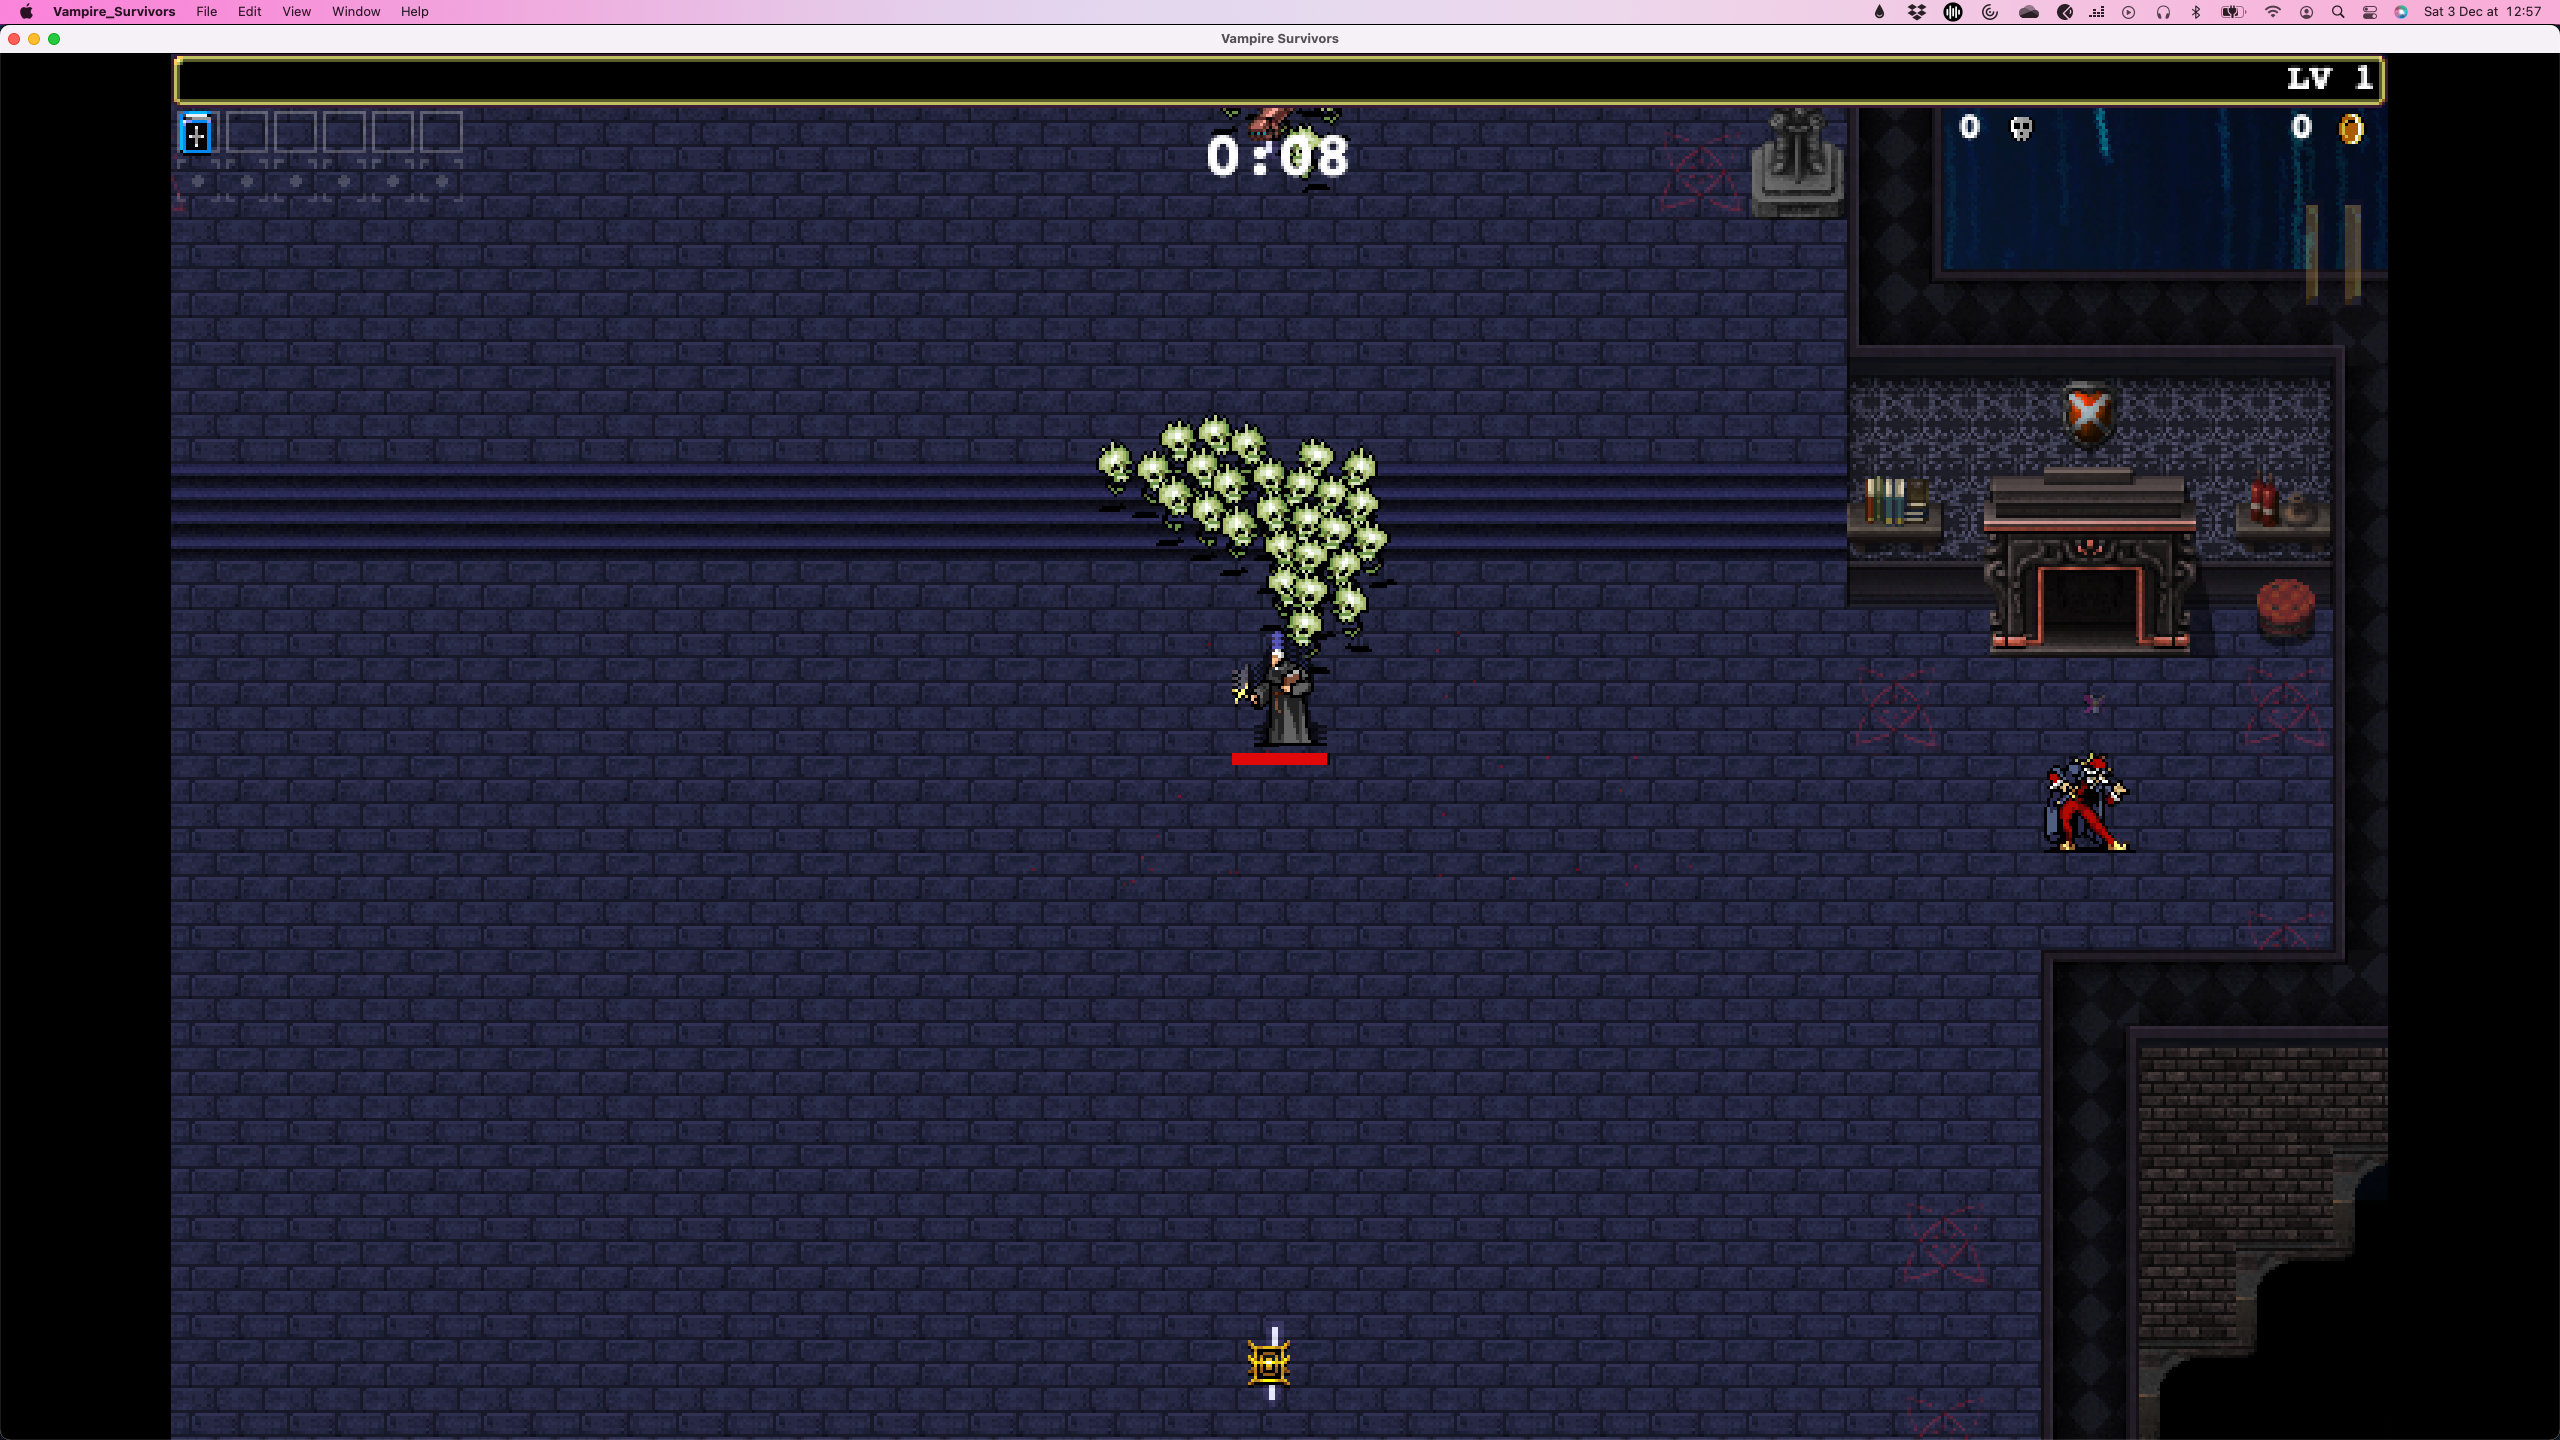 Vampire_Survivors File Edit View Window Help Sat 3 Dec at 12:57
Vampire Survivors
LV 1
0 0
0:08